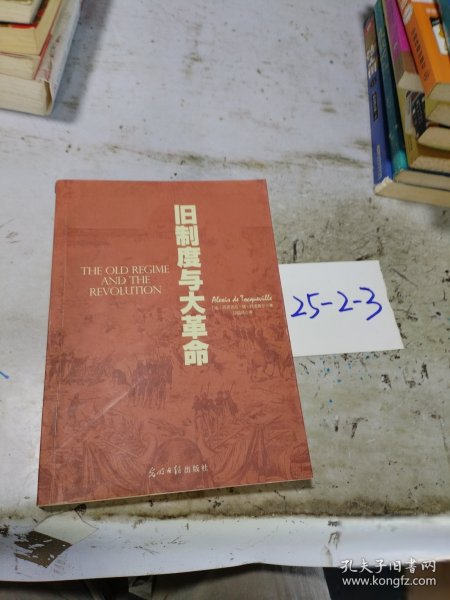 旧制度与大革命
THE OLD REGIME
AND THE
REVOLUTION
Alexis de Tocqueville
光明日报出版社
25-2-3
孔夫子旧书网
www.kongfz.com